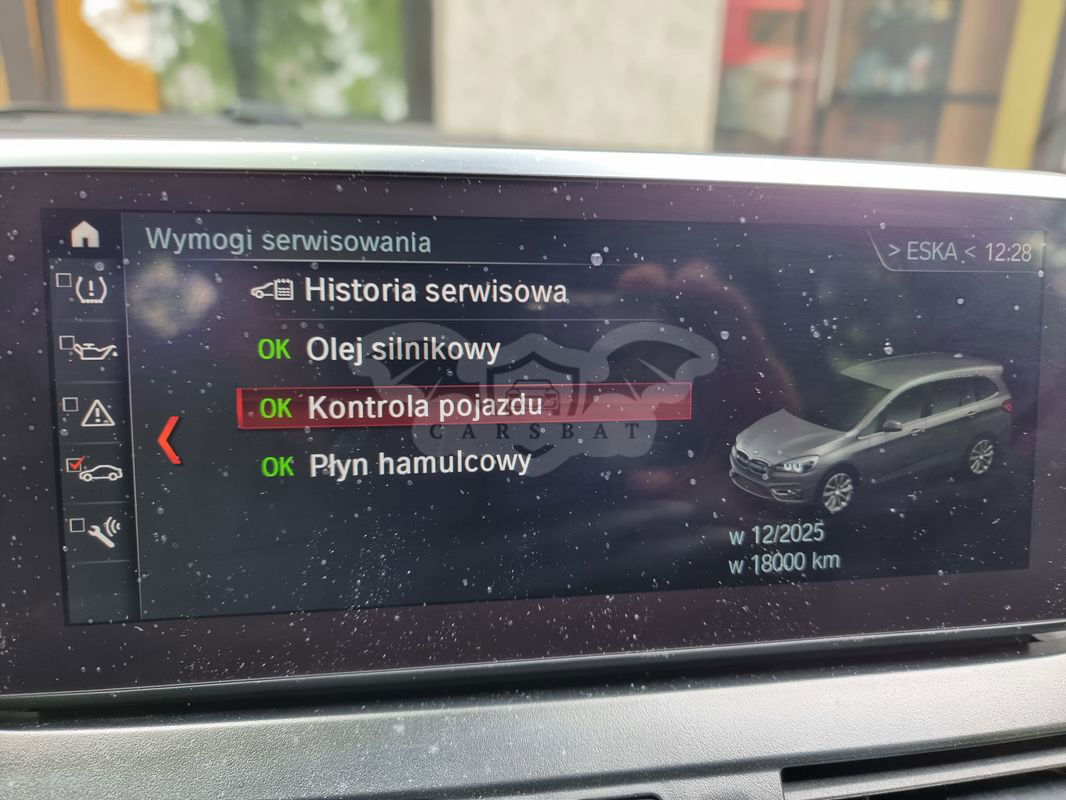 Wymogi serwisowania
> ESKA < 12:28
Historia serwisowa
OK Olej silnikowy
OK Kontrola pojazdu
CARSBAT
OK Płyn hamulcowy
w 12/2025
w 18000 km